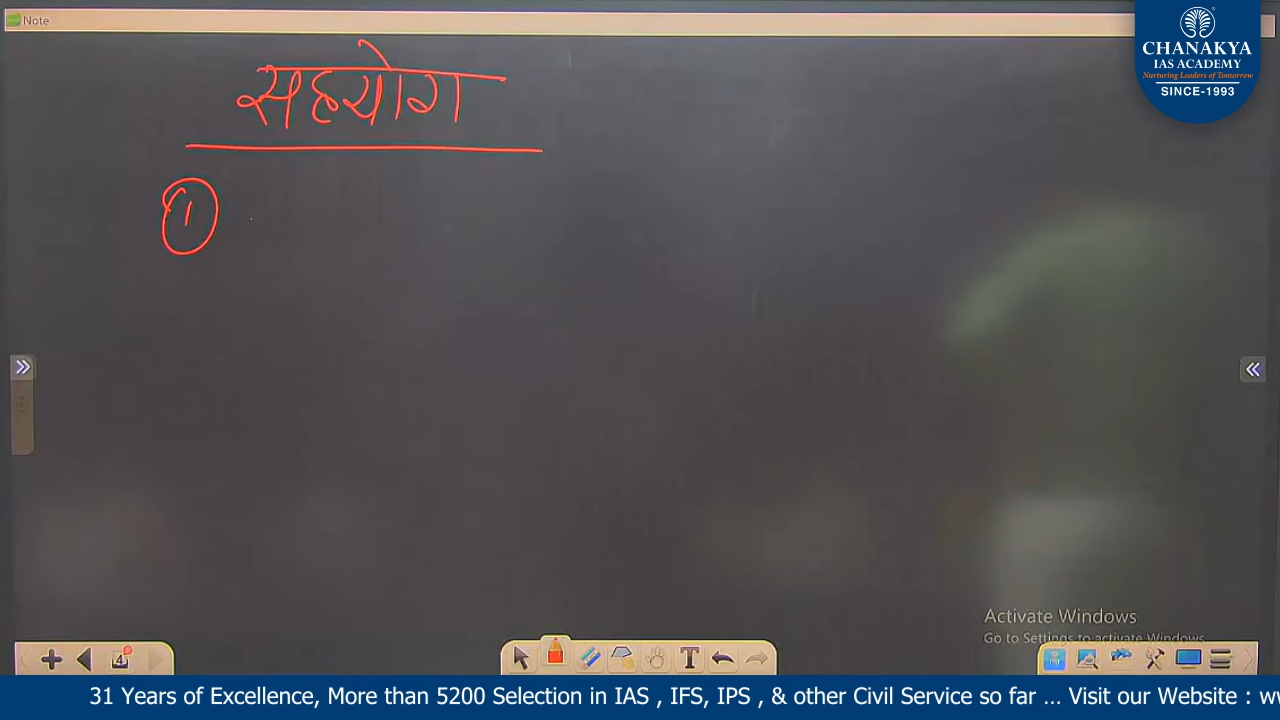 Note
CHANAKYA
IAS ACADEMY
Nurturing Leaders of Tomorrow
SINCE-1993
सहयोग
1
Activate Windows
Go to Settings to activate Windows.
4
T
31 Years of Excellence, More than 5200 Selection in IAS , IFS, IPS , & other Civil Service so far ... Visit our Website : w